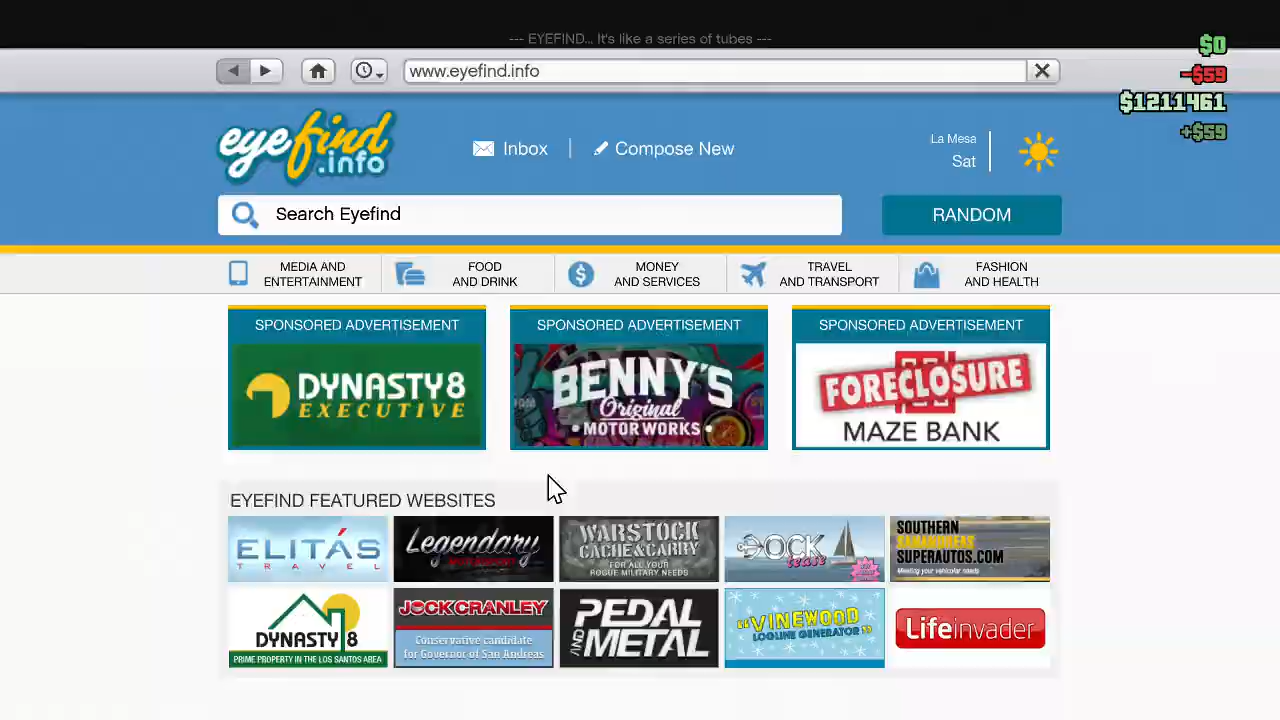 --- EYEFIND... It's like a series of tubes ---
$0
-$59
$1211461
+$59
www.eyefind.info
eyefind
.info
Inbox
Compose New
La Mesa
Sat
Search Eyefind
RANDOM
MEDIA AND
ENTERTAINMENT
FOOD
AND DRINK
MONEY
AND SERVICES
TRAVEL
AND TRANSPORT
FASHION
AND HEALTH
SPONSORED ADVERTISEMENT
DYNASTY 8
EXECUTIVE
SPONSORED ADVERTISEMENT
BENNY'S
Original
MOTOR WORKS
SPONSORED ADVERTISEMENT
FORECLOSURE
MAZE BANK
EYEFIND FEATURED WEBSITES
ELITÁS
TRAVEL
Legendary
WARSTOCK
CACHE & CARRY
FOR ALL YOUR
ROGUE MILITARY NEEDS
DOCK
tease
SOUTHERN
SAN ANDREAS
SUPERAUTOS.COM
Meeting your vehicular needs
DYNASTY 8
PRIME PROPERTY IN THE LOS SANTOS AREA
JOCK CRANLEY
Conservative candidate
for Governor of San Andreas
PEDAL
AND
METAL
"VINEWOOD
LOGLINE GENERATOR"
Lifeinvader